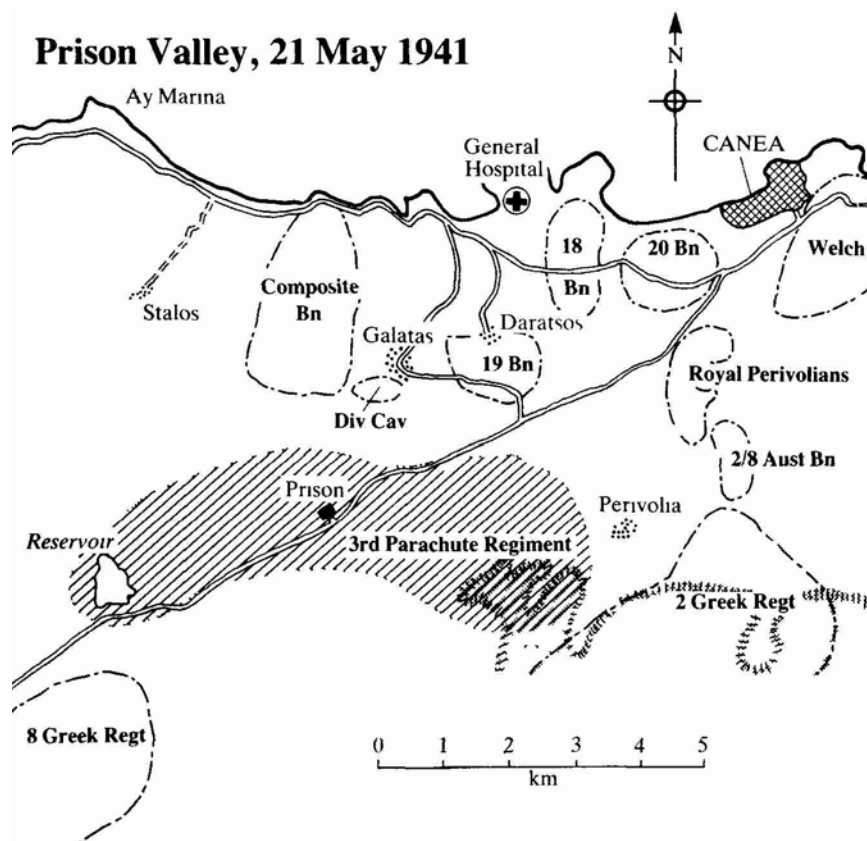 Prison Valley, 21 May 1941
N
Ay Marina
General
Hospital
CANEA
18
Bn
20 Bn
Welch
Composite
Bn
Stalos
Galatas
Daratsos
19 Bn
Royal Perivolians
Div Cav
2/8 Aust Bn
Prison
Perivolia
Reservoir
3rd Parachute Regiment
2 Greek Regt
8 Greek Regt
0 1 2 3 4 5
km